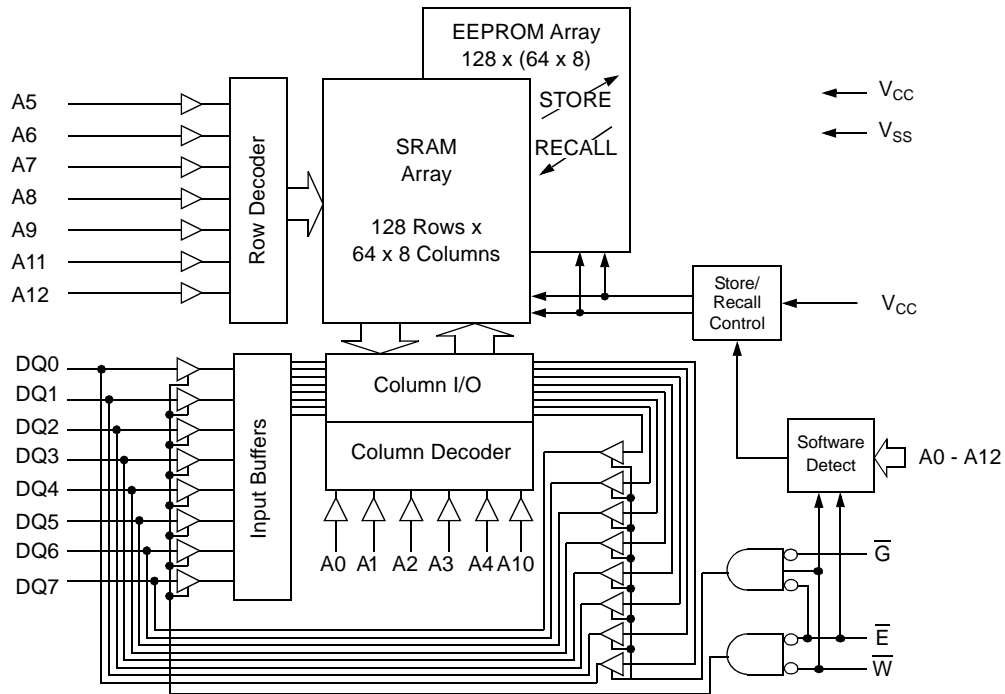 EEPROM Array
128 x (64 x 8)
STORE
RECALL
SRAM
Array
128 Rows x
64 x 8 Columns
A5
A6
A7
A8
A9
A11
A12
Row Decoder
VCC
VSS
Store/
Recall
Control
VCC
DQ0
DQ1
DQ2
DQ3
DQ4
DQ5
DQ6
DQ7
Input Buffers
Column I/O
Column Decoder
A0 A1 A2 A3 A4 A10
Software
Detect
A0 - A12
G̅
E̅
W̅